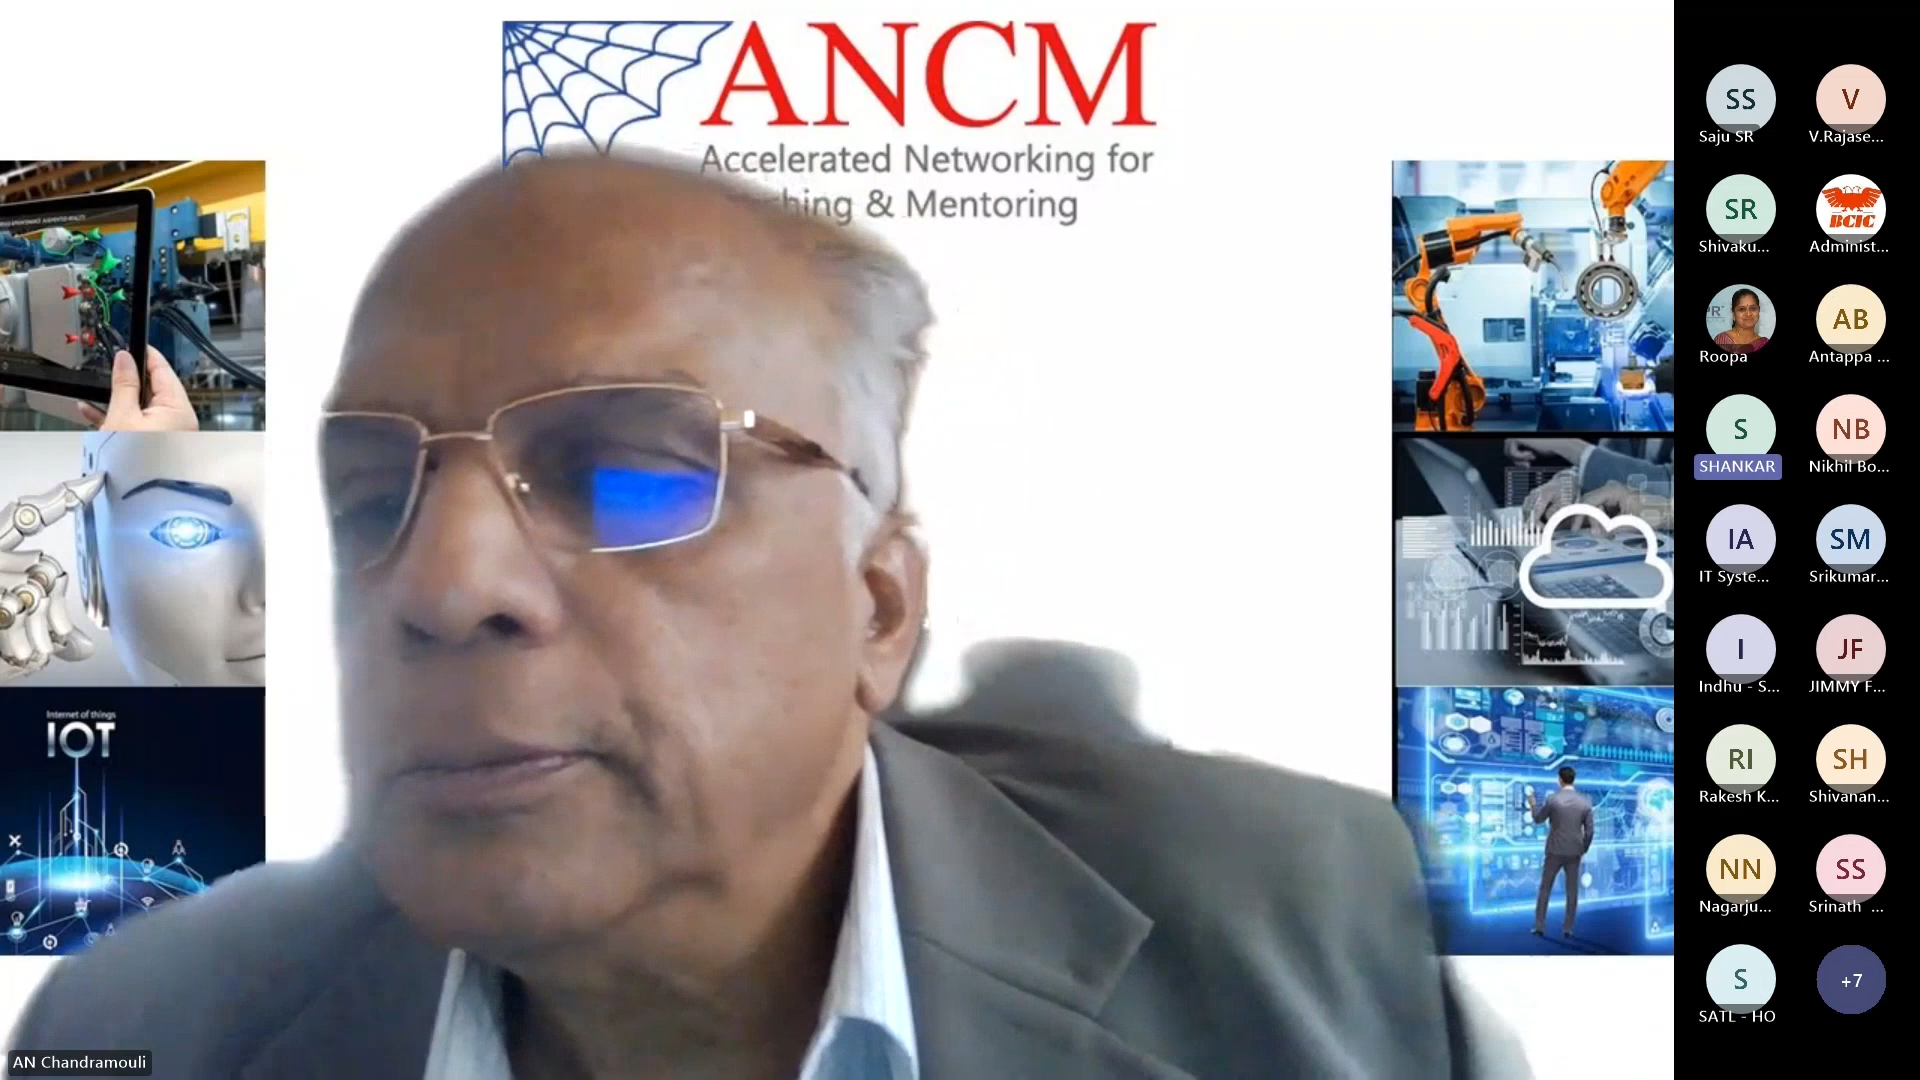 ANCM
Accelerated Networking for
hing & Mentoring
Internet of things
IOT
AN Chandramouli
SS
Saju SR
V
V.Rajase...
SR
Shivaku...
BCIC
Administ...
PR
Roopa
AB
Antappa ...
S
SHANKAR
NB
Nikhil Bo...
IA
IT Syste...
SM
Srikumar...
I
Indhu - S...
JF
JIMMY F...
RI
Rakesh K...
SH
Shivanan...
NN
Nagarju...
SS
Srinath ...
S
SATL - HO
+7